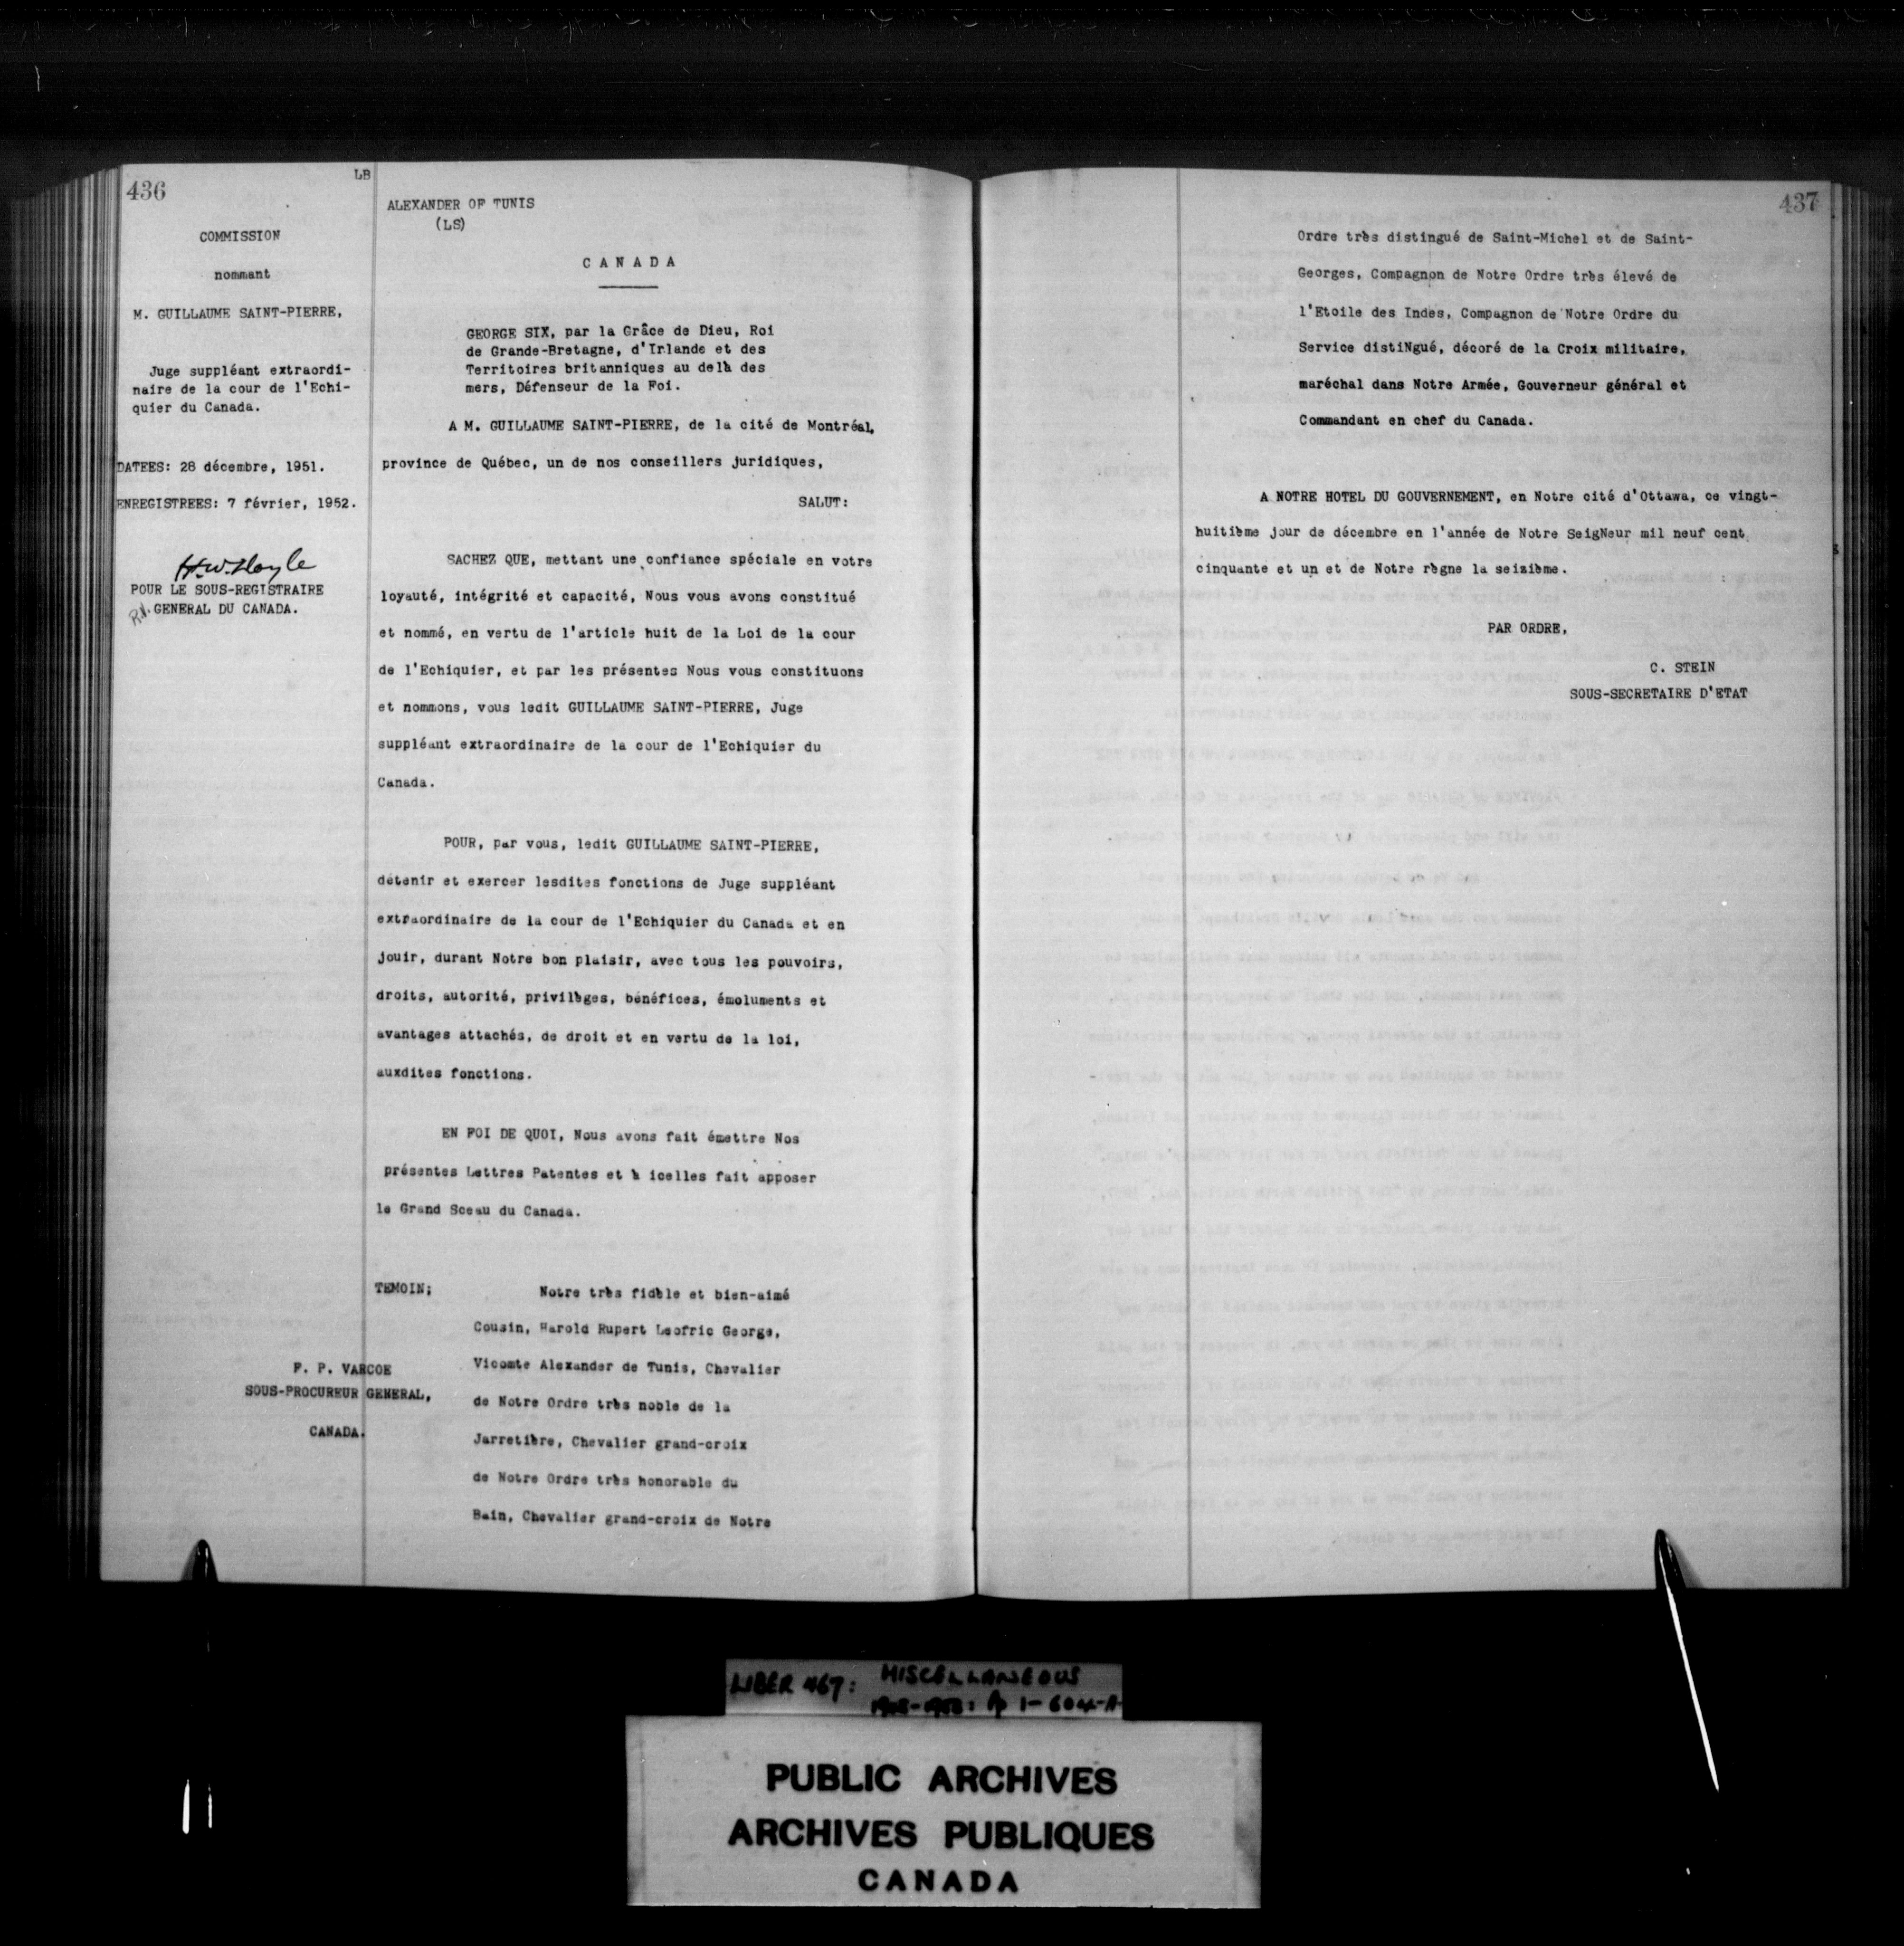 436
LB
COMMISSION
nommant
M. GUILLAUME SAINT-PIERRE,
Juge suppléant extraordi-
naire de la cour de l'Echi-
quier du Canada.
DATEES: 28 décembre, 1951.
ENREGISTREES: 7 février, 1952.
H.W. Hoyle
POUR LE SOUS-REGISTRAIRE
GENERAL DU CANADA.
ALEXANDER OF TUNIS
(LS)
C A N A D A
GEORGE SIX, par la Grâce de Dieu, Roi
de Grande-Bretagne, d'Irlande et des
Territoires britanniques au delà des
mers, Défenseur de la Foi.
A M. GUILLAUME SAINT-PIERRE, de la cité de Montréal,
province de Québec, un de nos conseillers juridiques,
SALUT:
SACHEZ QUE, mettant une confiance spéciale en votre
loyauté, intégrité et capacité, Nous vous avons constitué
et nommé, en vertu de l'article huit de la Loi de la cour
de l'Echiquier, et par les présentes Nous vous constituons
et nommons, vous ledit GUILLAUME SAINT-PIERRE, Juge
suppléant extraordinaire de la cour de l'Echiquier du
Canada.
POUR, par vous, ledit GUILLAUME SAINT-PIERRE,
détenir et exercer lesdites fonctions de Juge suppléant
extraordinaire de la cour de l'Echiquier du Canada et en
jouir, durant Notre bon plaisir, avec tous les pouvoirs,
droits, autorité, privilèges, bénéfices, émoluments et
avantages attachés, de droit et en vertu de la loi,
auxdites fonctions.
EN FOI DE QUOI, Nous avons fait émettre Nos
présentes Lettres Patentes et à icelles fait apposer
le Grand Sceau du Canada.
TEMOIN;
Notre très fidèle et bien-aimé
Cousin, Harold Rupert Leofric George,
Vicomte Alexander de Tunis, Chevalier
de Notre Ordre très noble de la
Jarretière, Chevalier grand-croix
de Notre Ordre très honorable du
Bain, Chevalier grand-croix de Notre
F. P. VARCOE
SOUS-PROCUREUR GENERAL,
CANADA.
437
Ordre très distingué de Saint-Michel et de Saint-
Georges, Compagnon de Notre Ordre très élevé de
l'Etoile des Indes, Compagnon de Notre Ordre du
Service distiNgué, décoré de la Croix militaire,
maréchal dans Notre Armée, Gouverneur général et
Commandant en chef du Canada.
A NOTRE HOTEL DU GOUVERNEMENT, en Notre cité d'Ottawa, ce vingt-
huitième jour de décembre en l'année de Notre SeigNeur mil neuf cent
cinquante et un et de Notre règne la seizième.
PAR ORDRE,
C. STEIN
SOUS-SECRETAIRE D'ETAT
LIBER 467: MISCELLANEOUS
1-604-A
PUBLIC ARCHIVES
ARCHIVES PUBLIQUES
CANADA